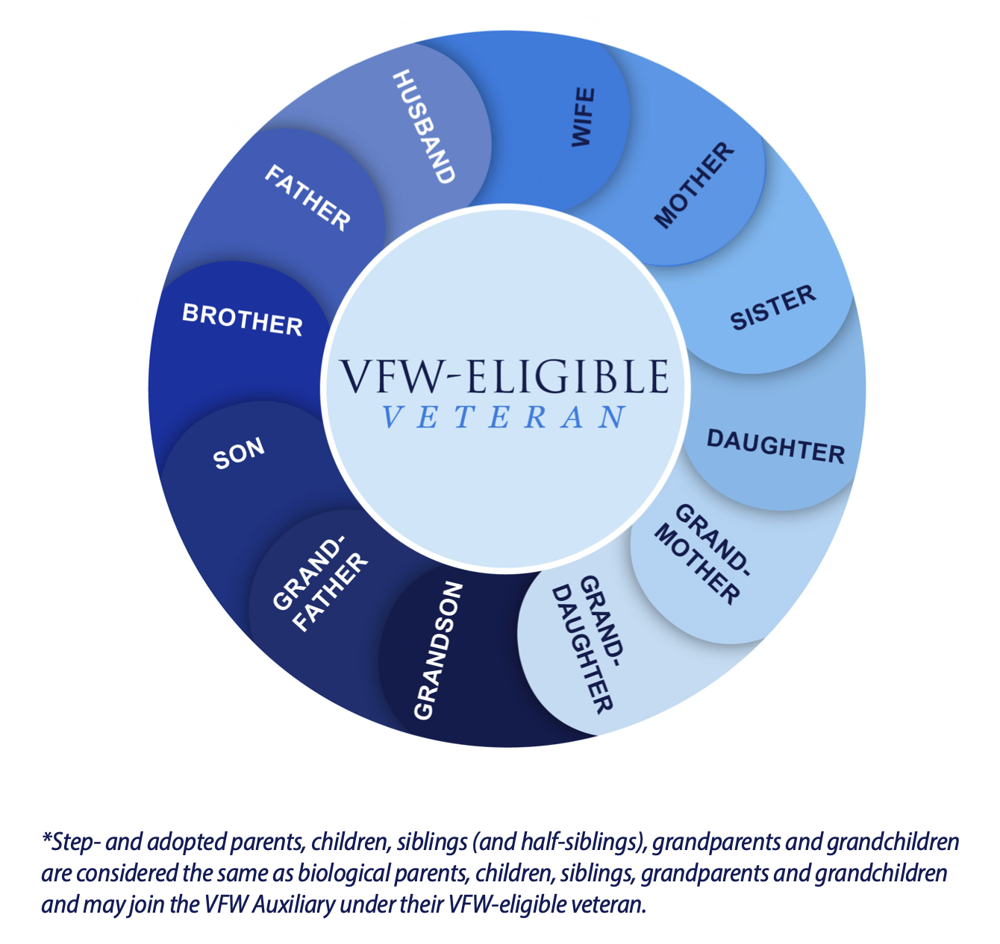 HUSBAND
WIFE
MOTHER
SISTER
DAUGHTER
GRAND-
MOTHER
GRAND-
DAUGHTER
GRANDSON
GRAND-
FATHER
SON
BROTHER
FATHER
VFW-ELIGIBLE
VETERAN
*Step- and adopted parents, children, siblings (and half-siblings), grandparents and grandchildren
are considered the same as biological parents, children, siblings, grandparents and grandchildren
and may join the VFW Auxiliary under their VFW-eligible veteran.